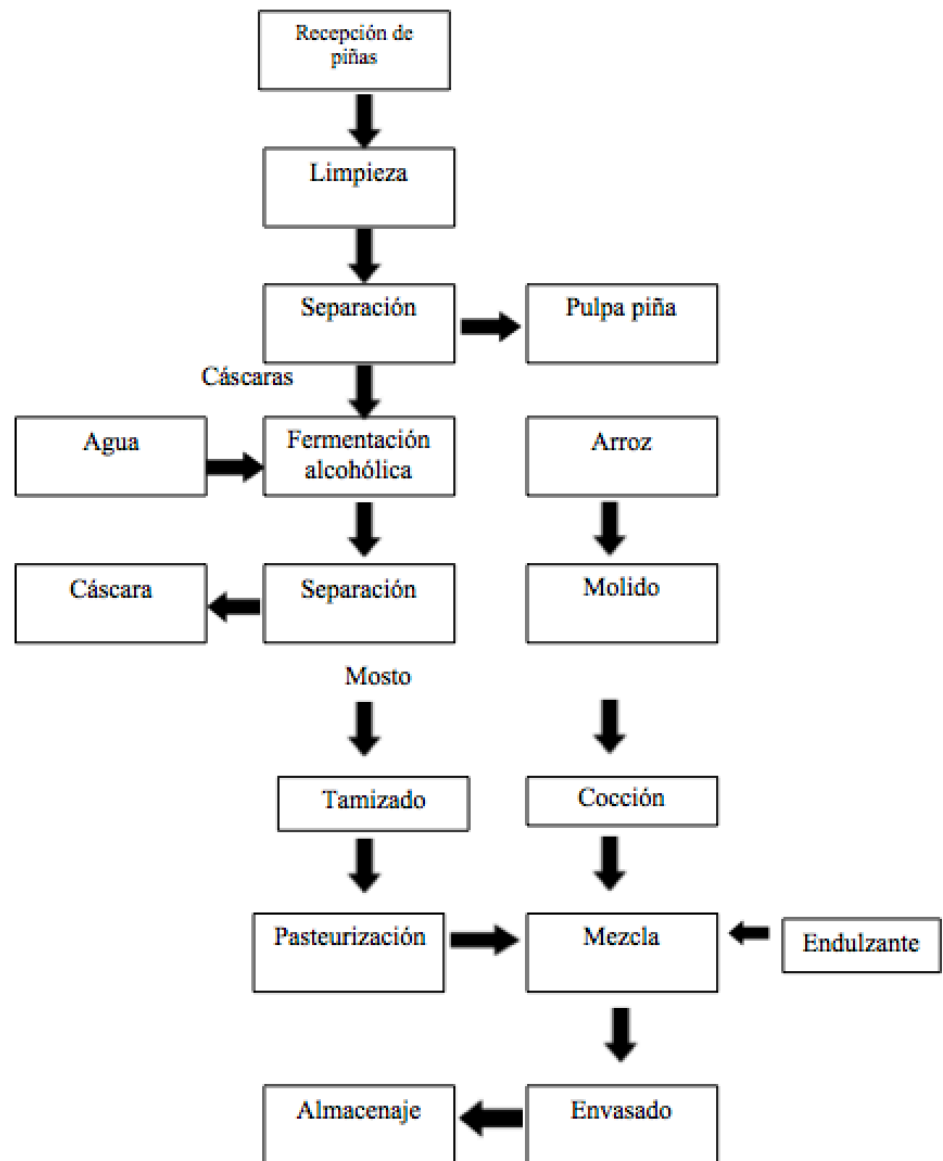 Recepción de
piñas
Limpieza
Separación
Pulpa piña
Cáscaras
Agua
Fermentación
alcohólica
Arroz
Cáscara
Separación
Molido
Mosto
Tamizado
Cocción
Pasteurización
Mezcla
Endulzante
Almacenaje
Envasado